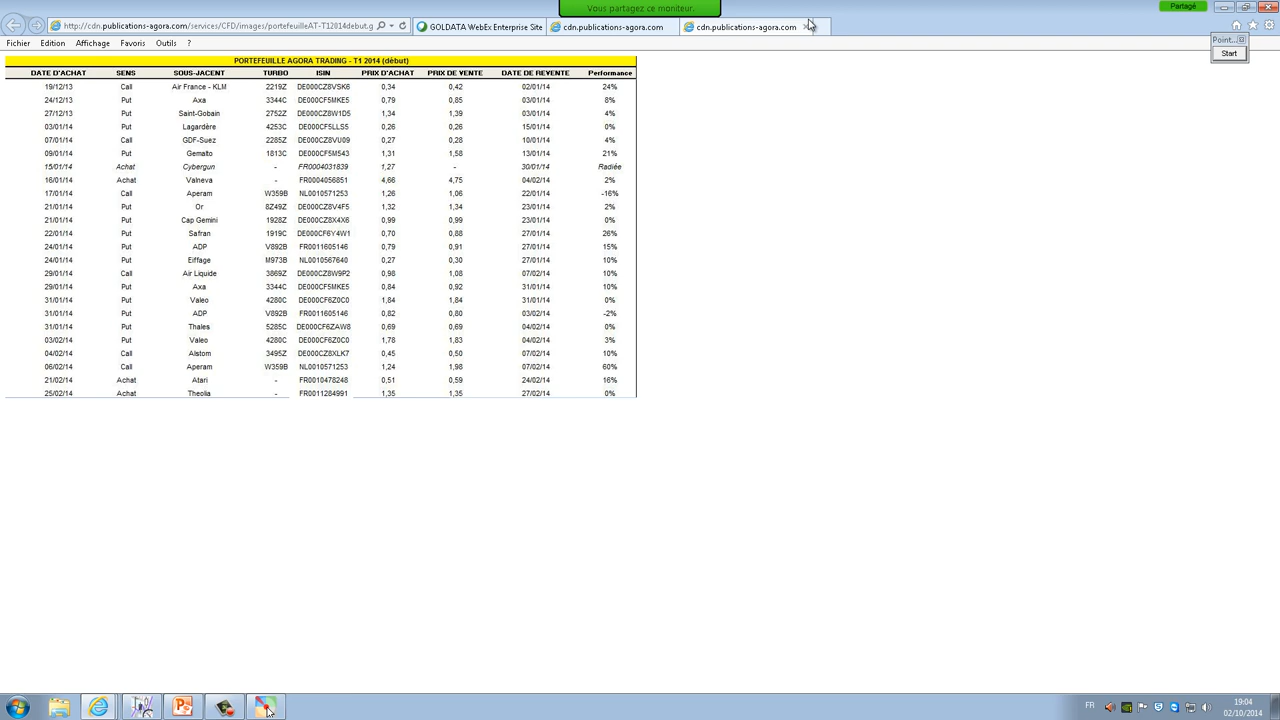 Vous partagez ce moniteur.
Partagé
http://cdn.publications-agora.com/services/CFD/images/portefeuilleAT-T12014debut.g
GOLDATA WebEx Enterprise Site
cdn.publications-agora.com
cdn.publications-agora.com
Fichier Edition Affichage Favoris Outils ?
Point...
Start
PORTEFEUILLE AGORA TRADING - T1 2014 (début)
DATE D'ACHAT SENS SOUS-JACENT TURBO ISIN PRIX D'ACHAT PRIX DE VENTE DATE DE REVENTE Performance
19/12/13 Call Air France - KLM 2219Z DE000CZ8VSK6 0,34 0,42 02/01/14 24%
24/12/13 Put Axa 3344C DE000CF5MKE5 0,79 0,85 03/01/14 8%
27/12/13 Put Saint-Gobain 2752Z DE000CZ8W1D5 1,34 1,39 03/01/14 4%
03/01/14 Put Lagardère 4253C DE000CF5LLS5 0,26 0,26 15/01/14 0%
07/01/14 Call GDF-Suez 2285Z DE000CZ8VU09 0,27 0,28 10/01/14 4%
09/01/14 Put Gemalto 1813C DE000CF5M543 1,31 1,58 13/01/14 21%
15/01/14 Achat Cybergun - FR0004031839 1,27 - 30/01/14 Radiée
16/01/14 Achat Valneva - FR0004056851 4,66 4,75 04/02/14 2%
17/01/14 Call Aperam W359B NL0010571253 1,26 1,06 22/01/14 -16%
21/01/14 Put Or 8Z49Z DE000CZ8V4F5 1,32 1,34 23/01/14 2%
21/01/14 Put Cap Gemini 1928Z DE000CZ8X4X6 0,99 0,99 23/01/14 0%
22/01/14 Put Safran 1919C DE000CF6Y4W1 0,70 0,88 27/01/14 26%
24/01/14 Put ADP V892B FR0011605146 0,79 0,91 27/01/14 15%
24/01/14 Put Eiffage M973B NL0010567640 0,27 0,30 27/01/14 10%
29/01/14 Call Air Liquide 3869Z DE000CZ8W9P2 0,98 1,08 07/02/14 10%
29/01/14 Put Axa 3344C DE000CF5MKE5 0,84 0,92 31/01/14 10%
31/01/14 Put Valeo 4280C DE000CF6Z0C0 1,84 1,84 31/01/14 0%
31/01/14 Put ADP V892B FR0011605146 0,82 0,80 03/02/14 -2%
31/01/14 Put Thales 5285C DE000CF6ZAW8 0,69 0,69 04/02/14 0%
03/02/14 Put Valeo 4280C DE000CF6Z0C0 1,78 1,83 04/02/14 3%
04/02/14 Call Alstom 3495Z DE000CZ8XLK7 0,45 0,50 07/02/14 10%
06/02/14 Call Aperam W359B NL0010571253 1,24 1,98 07/02/14 60%
21/02/14 Achat Atari - FR0010478248 0,51 0,59 24/02/14 16%
25/02/14 Achat Theolia - FR0011284991 1,35 1,35 27/02/14 0%
FR
19:04
02/10/2014